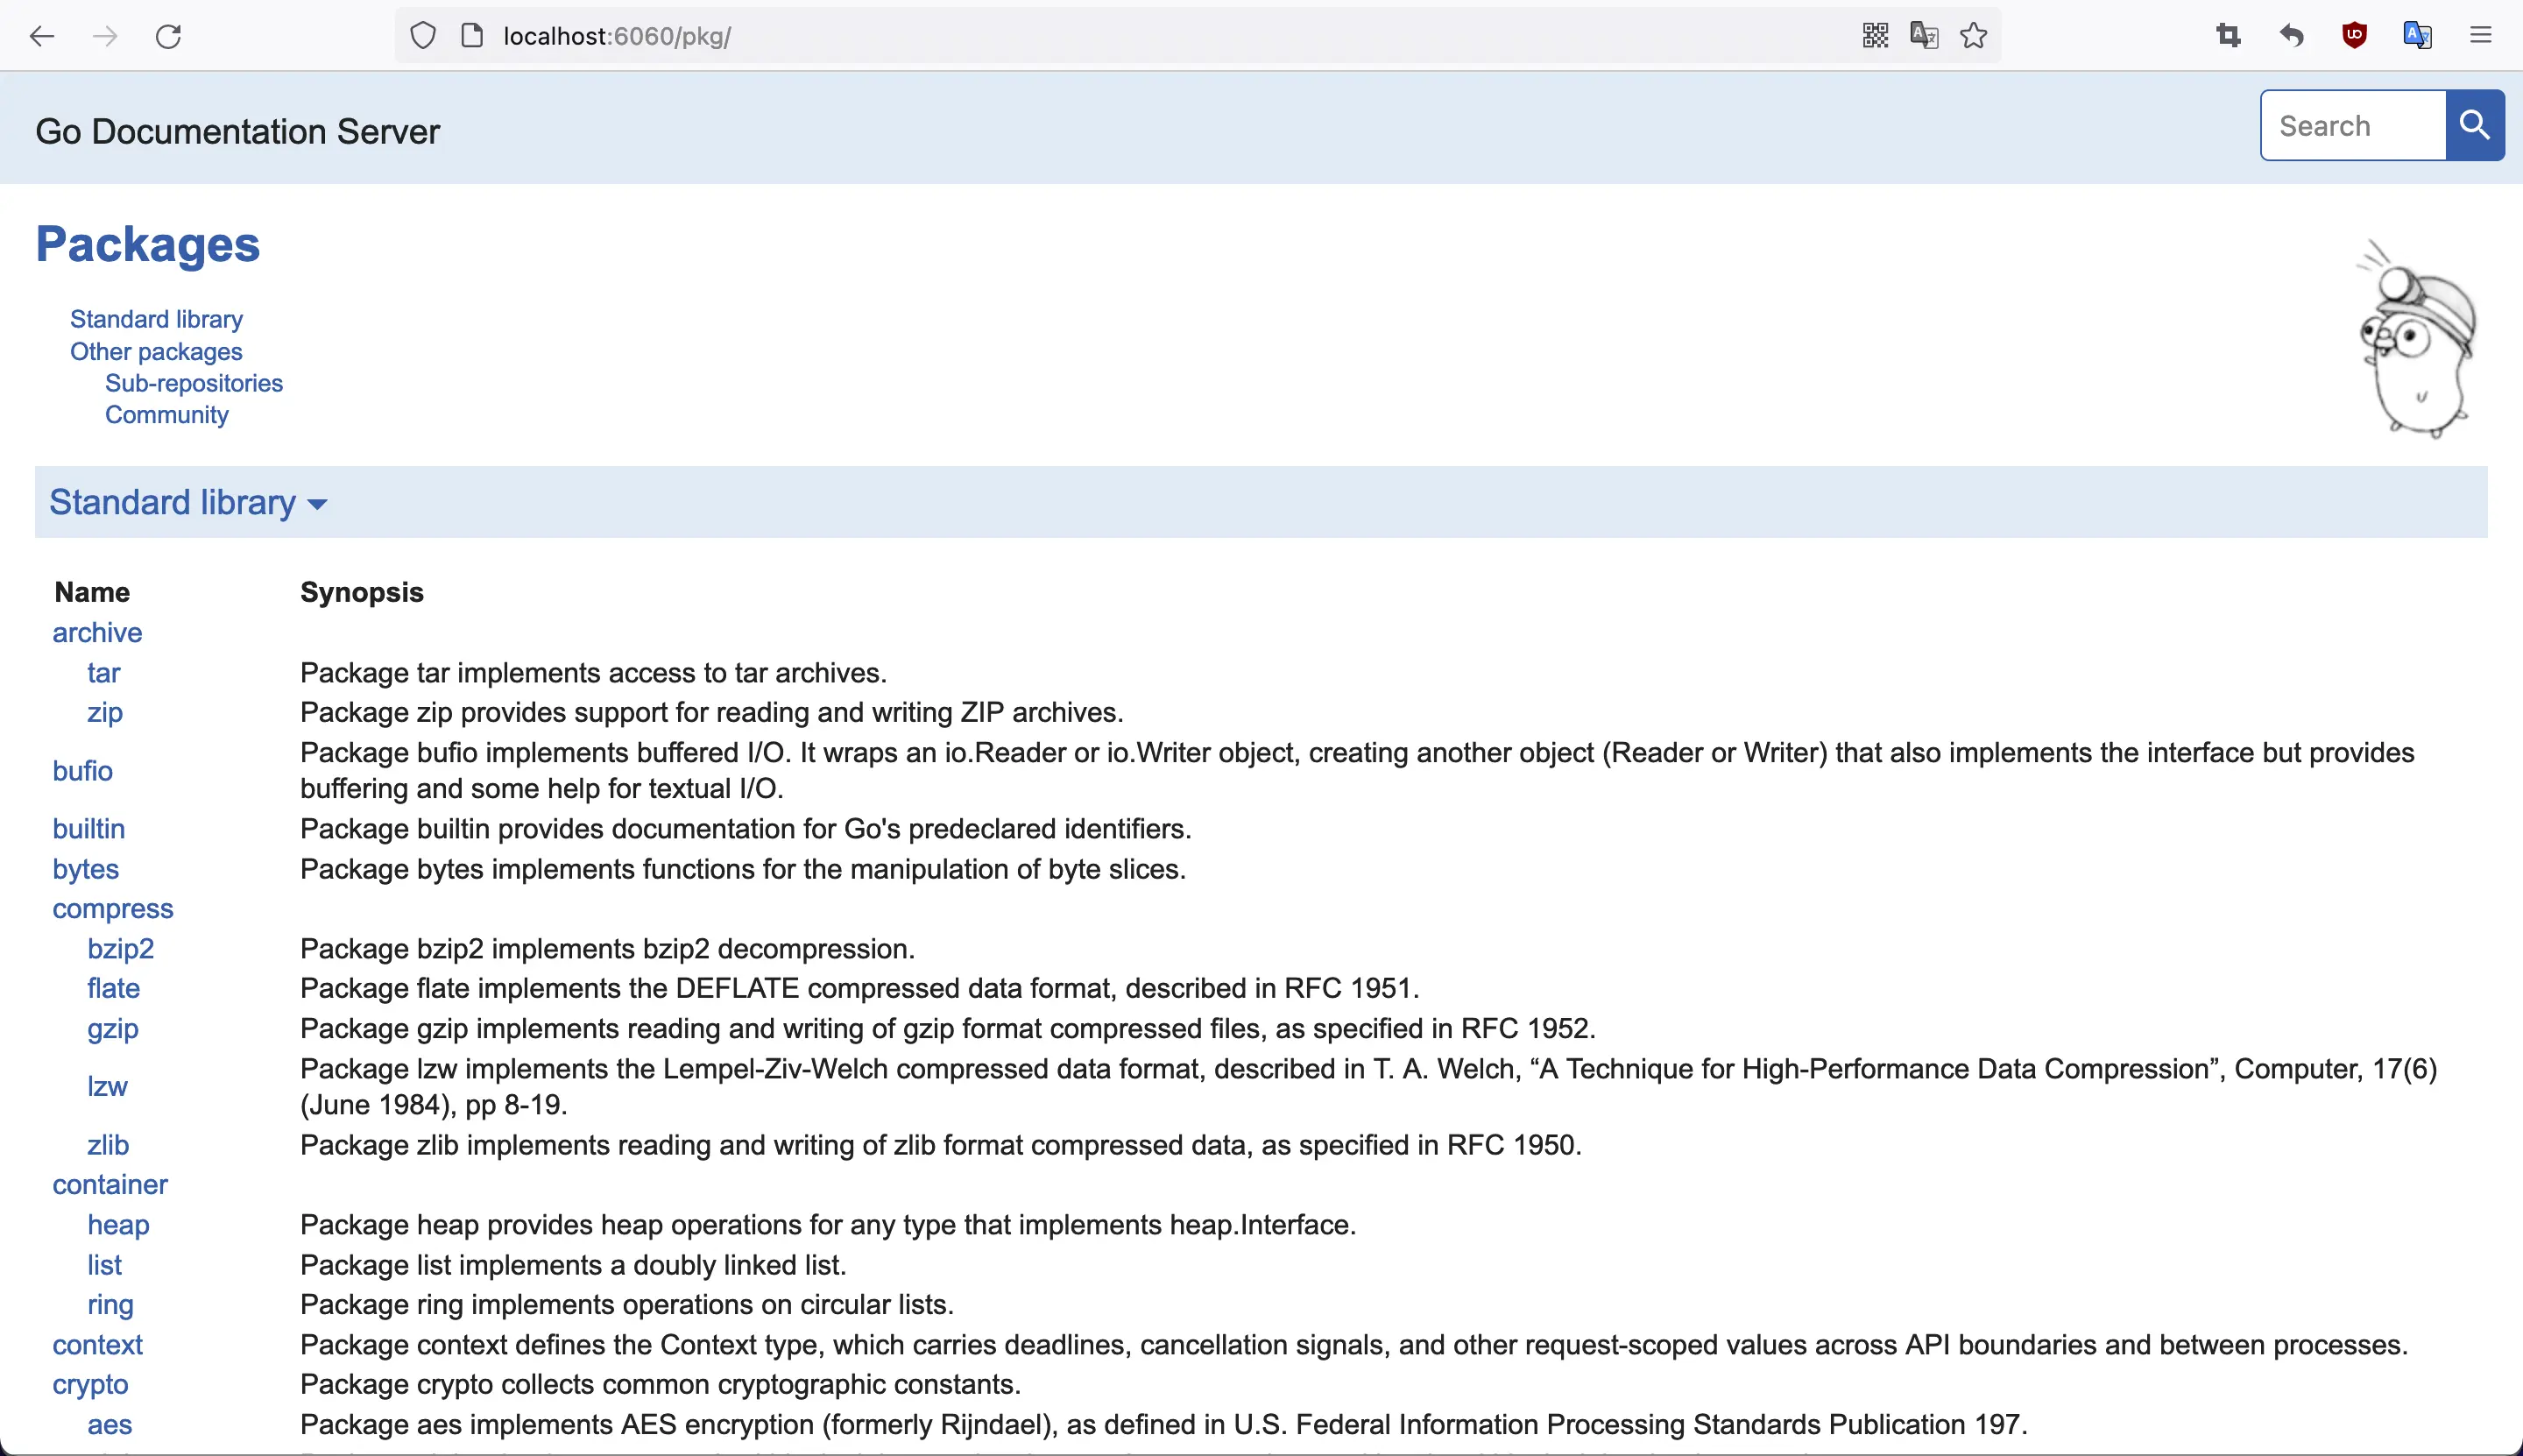 localhost:6060/pkg/
Go Documentation Server
Search
Packages
Standard library
Other packages
Sub-repositories
Community
Standard library
Name Synopsis
archive
tar Package tar implements access to tar archives.
zip Package zip provides support for reading and writing ZIP archives.
bufio Package bufio implements buffered I/O. It wraps an io.Reader or io.Writer object, creating another object (Reader or Writer) that also implements the interface but provides
buffering and some help for textual I/O.
builtin Package builtin provides documentation for Go's predeclared identifiers.
bytes Package bytes implements functions for the manipulation of byte slices.
compress
bzip2 Package bzip2 implements bzip2 decompression.
flate Package flate implements the DEFLATE compressed data format, described in RFC 1951.
gzip Package gzip implements reading and writing of gzip format compressed files, as specified in RFC 1952.
lzw Package lzw implements the Lempel-Ziv-Welch compressed data format, described in T. A. Welch, “A Technique for High-Performance Data Compression”, Computer, 17(6)
(June 1984), pp 8-19.
zlib Package zlib implements reading and writing of zlib format compressed data, as specified in RFC 1950.
container
heap Package heap provides heap operations for any type that implements heap.Interface.
list Package list implements a doubly linked list.
ring Package ring implements operations on circular lists.
context Package context defines the Context type, which carries deadlines, cancellation signals, and other request-scoped values across API boundaries and between processes.
crypto Package crypto collects common cryptographic constants.
aes Package aes implements AES encryption (formerly Rijndael), as defined in U.S. Federal Information Processing Standards Publication 197.